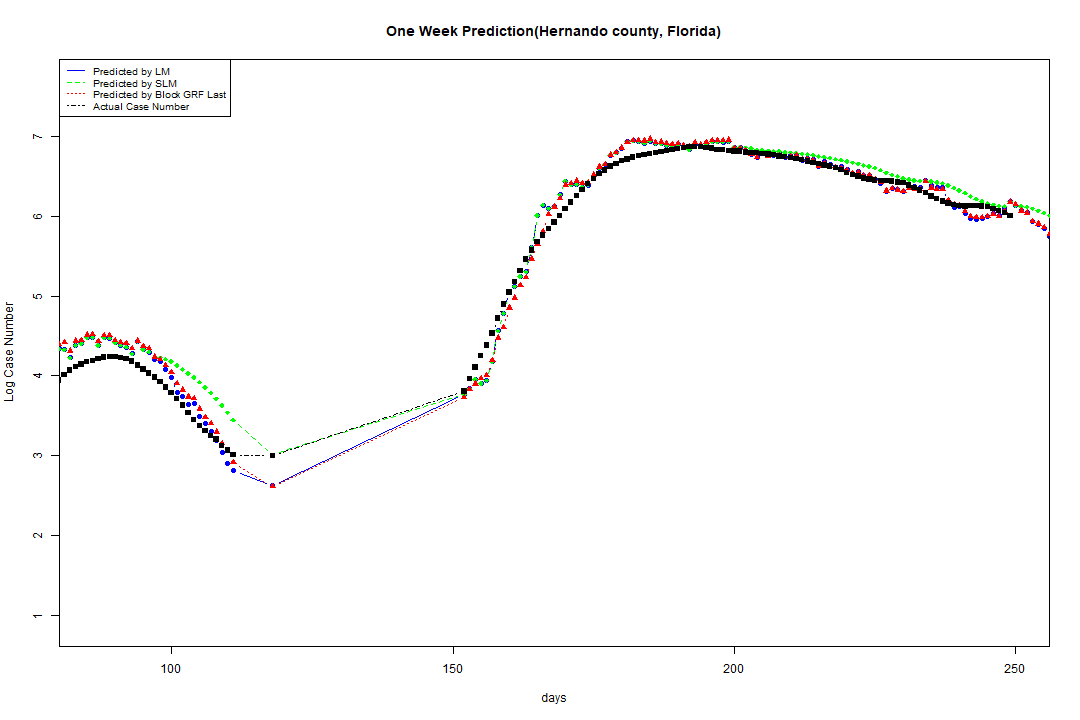 One Week Prediction(Hernando county, Florida)
Predicted by LM
Predicted by SLM
Predicted by Block GRF Last
Actual Case Number
7
6
5
4
3
2
1
Log Case Number
100
150
200
250
days